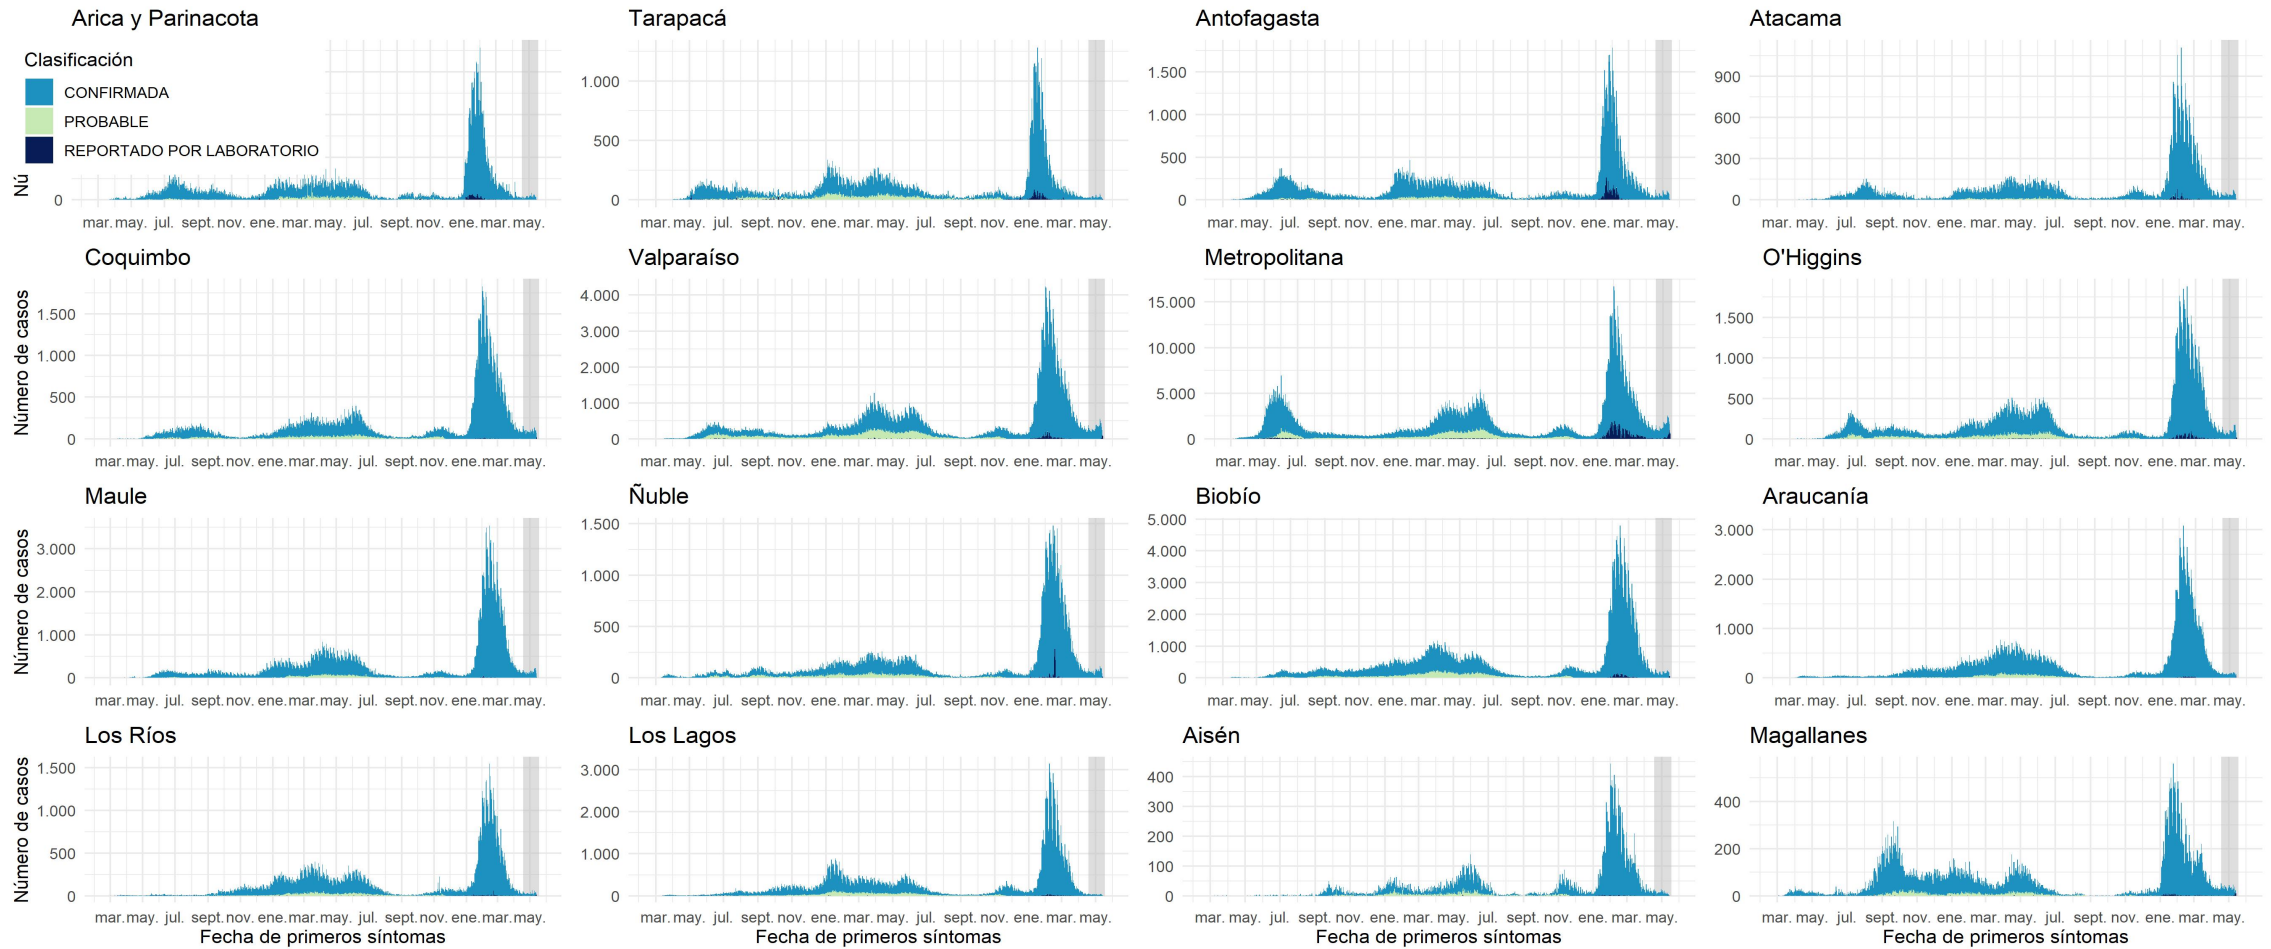 Arica y Parinacota
Tarapacá
Antofagasta
Atacama
Clasificación
CONFIRMADA
PROBABLE
REPORTADO POR LABORATORIO
Nú
0
mar. may. jul. sept. nov. ene. mar. may. jul. sept. nov. ene. mar. may.
1.000
500
0
mar. may. jul. sept. nov. ene. mar. may. jul. sept. nov. ene. mar. may.
1.500
1.000
500
0
mar. may. jul. sept. nov. ene. mar. may. jul. sept. nov. ene. mar. may.
900
600
300
0
mar. may. jul. sept. nov. ene. mar. may. jul. sept. nov. ene. mar. may.
Coquimbo
Valparaíso
Metropolitana
O'Higgins
Número de casos
1.500
1.000
500
0
mar. may. jul. sept. nov. ene. mar. may. jul. sept. nov. ene. mar. may.
4.000
3.000
2.000
1.000
0
mar. may. jul. sept. nov. ene. mar. may. jul. sept. nov. ene. mar. may.
15.000
10.000
5.000
0
mar. may. jul. sept. nov. ene. mar. may. jul. sept. nov. ene. mar. may.
1.500
1.000
500
0
mar. may. jul. sept. nov. ene. mar. may. jul. sept. nov. ene. mar. may.
Maule
Ñuble
Biobío
Araucanía
Número de casos
3.000
2.000
1.000
0
mar. may. jul. sept. nov. ene. mar. may. jul. sept. nov. ene. mar. may.
1.500
1.000
500
0
mar. may. jul. sept. nov. ene. mar. may. jul. sept. nov. ene. mar. may.
5.000
4.000
3.000
2.000
1.000
0
mar. may. jul. sept. nov. ene. mar. may. jul. sept. nov. ene. mar. may.
3.000
2.000
1.000
0
mar. may. jul. sept. nov. ene. mar. may. jul. sept. nov. ene. mar. may.
Los Ríos
Los Lagos
Aisén
Magallanes
Número de casos
1.500
1.000
500
0
mar. may. jul. sept. nov. ene. mar. may. jul. sept. nov. ene. mar. may.
Fecha de primeros síntomas
3.000
2.000
1.000
0
mar. may. jul. sept. nov. ene. mar. may. jul. sept. nov. ene. mar. may.
Fecha de primeros síntomas
400
300
200
100
0
mar. may. jul. sept. nov. ene. mar. may. jul. sept. nov. ene. mar. may.
Fecha de primeros síntomas
400
200
0
mar. may. jul. sept. nov. ene. mar. may. jul. sept. nov. ene. mar. may.
Fecha de primeros síntomas